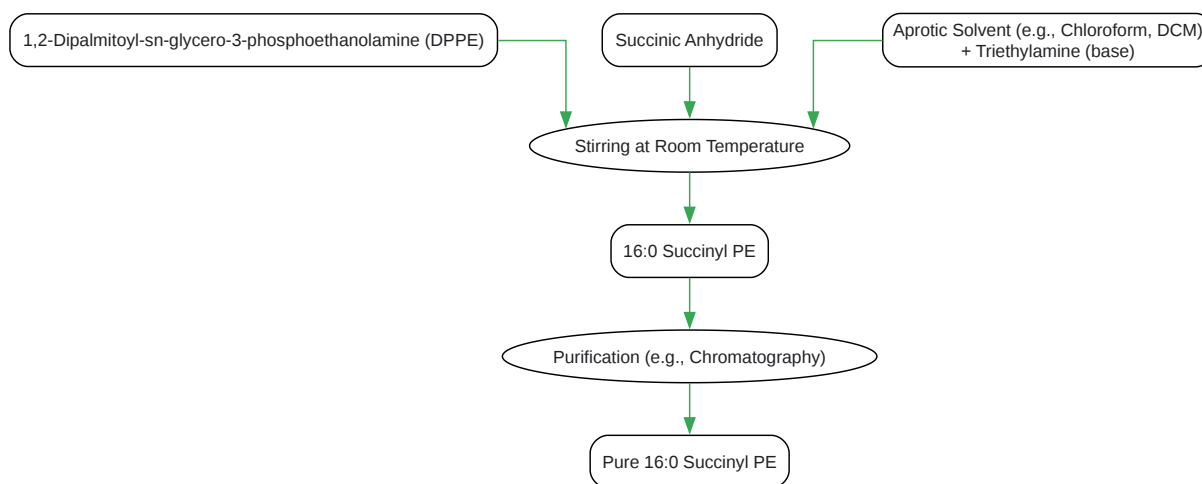 1,2-Dipalmitoyl-sn-glycero-3-phosphoethanolamine (DPPE)
Succinic Anhydride
Aprotic Solvent (e.g., Chloroform, DCM)
+ Triethylamine (base)
Stirring at Room Temperature
16:0 Succinyl PE
Purification (e.g., Chromatography)
Pure 16:0 Succinyl PE